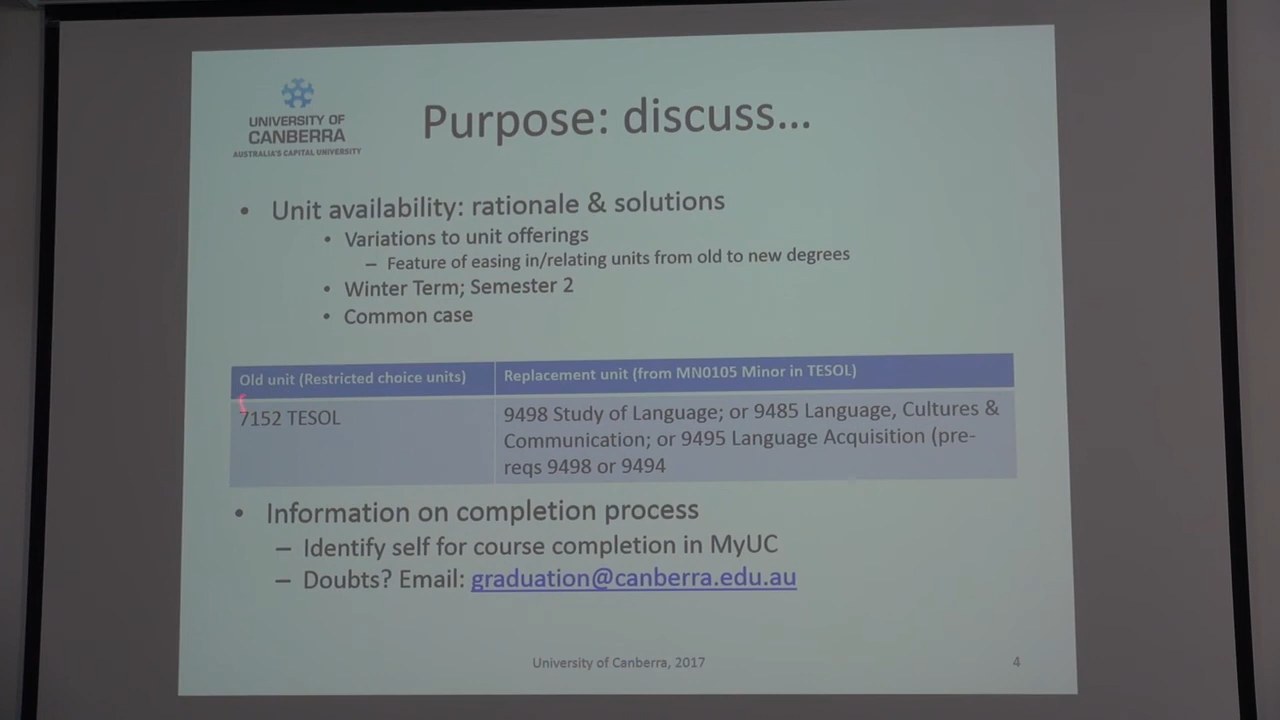 UNIVERSITY OF
CANBERRA
AUSTRALIA'S CAPITAL UNIVERSITY
Purpose: discuss...
• Unit availability: rationale & solutions
• Variations to unit offerings
– Feature of easing in/relating units from old to new degrees
• Winter Term; Semester 2
• Common case
Old unit (Restricted choice units)
Replacement unit (from MN0105 Minor in TESOL)
7152 TESOL
9498 Study of Language; or 9485 Language, Cultures &
Communication; or 9495 Language Acquisition (pre-
reqs 9498 or 9494
• Information on completion process
– Identify self for course completion in MyUC
– Doubts? Email: graduation@canberra.edu.au
University of Canberra, 2017
4